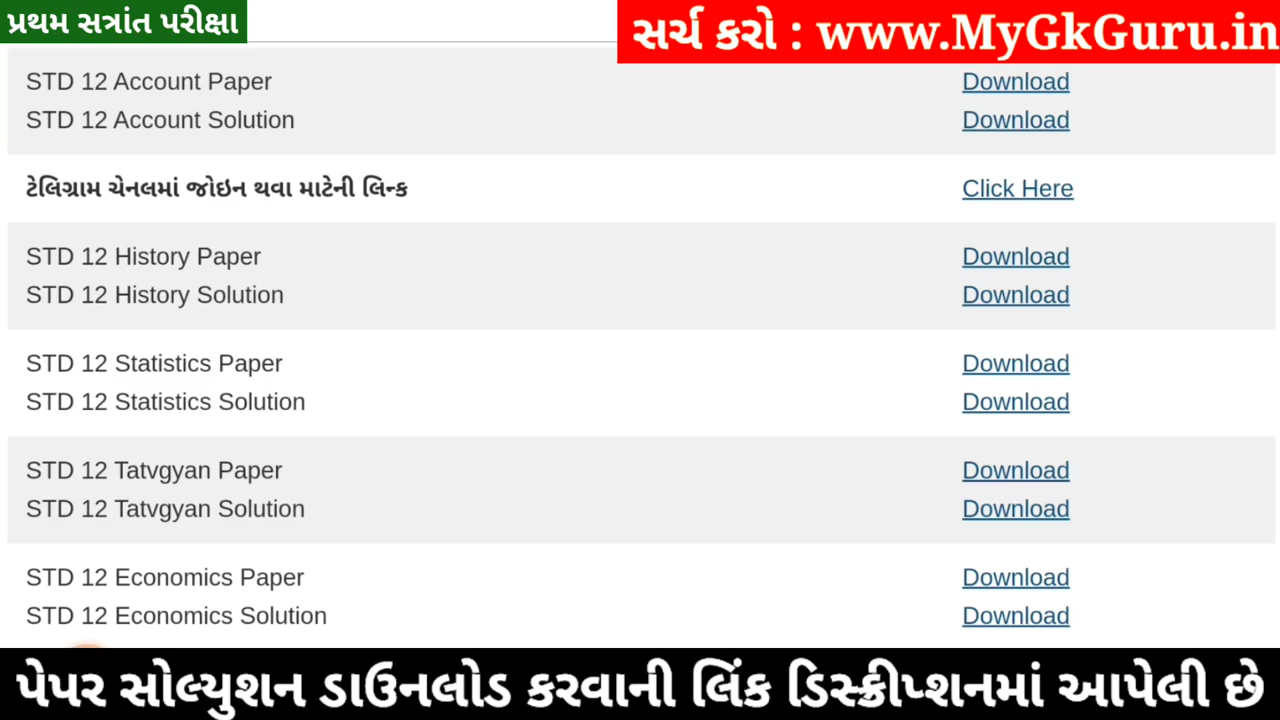 પ્રથમ સત્રાંત પરીક્ષા
સર્ચ કરો : www.MyGkGuru.in
STD 12 Account Paper Download
STD 12 Account Solution Download
ટેલિગ્રામ ચેનલમાં જોઇન થવા માટેની લિન્ક Click Here
STD 12 History Paper Download
STD 12 History Solution Download
STD 12 Statistics Paper Download
STD 12 Statistics Solution Download
STD 12 Tatvgyan Paper Download
STD 12 Tatvgyan Solution Download
STD 12 Economics Paper Download
STD 12 Economics Solution Download
પેપર સોલ્યુશન ડાઉનલોડ કરવાની લિંક ડિસ્ક્રીપ્શનમાં આપેલી છે